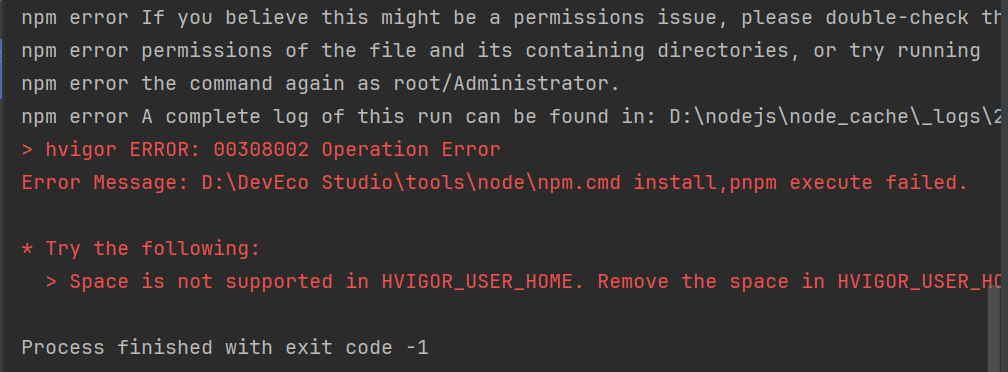 npm error If you believe this might be a permissions issue, please double-check th
npm error permissions of the file and its containing directories, or try running
npm error the command again as root/Administrator.
npm error A complete log of this run can be found in: D:\nodejs\node_cache\_logs\2
> hvigor ERROR: 00308002 Operation Error
Error Message: D:\DevEco Studio\tools\node\npm.cmd install,pnpm execute failed.
* Try the following:
> Space is not supported in HVIGOR_USER_HOME. Remove the space in HVIGOR_USER_HO
Process finished with exit code -1